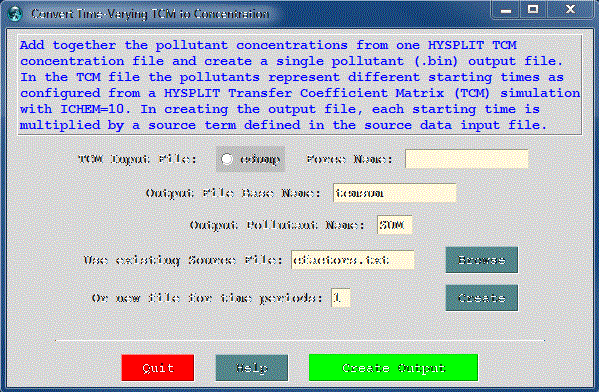 Convert Time-Varying TCM to Concentration
Add together the pollutant concentrations from one HYSPLIT TCM
concentration file and create a single pollutant (.bin) output file.
In the TCM file the pollutants represent different starting times as
configured from a HYSPLIT Transfer Coefficient Matrix (TCM) simulation
with ICHEM=10. In creating the output file, each starting time is
multiplied by a source term defined in the source data input file.
TCM Input File: cdump Force Name:
Output File Base Name: tcmsum
Output Pollutant Name: SUM
Use existing Source File: cfactors.txt Browse
Or new file for time periods: 1 Create
Quit Help Create Output